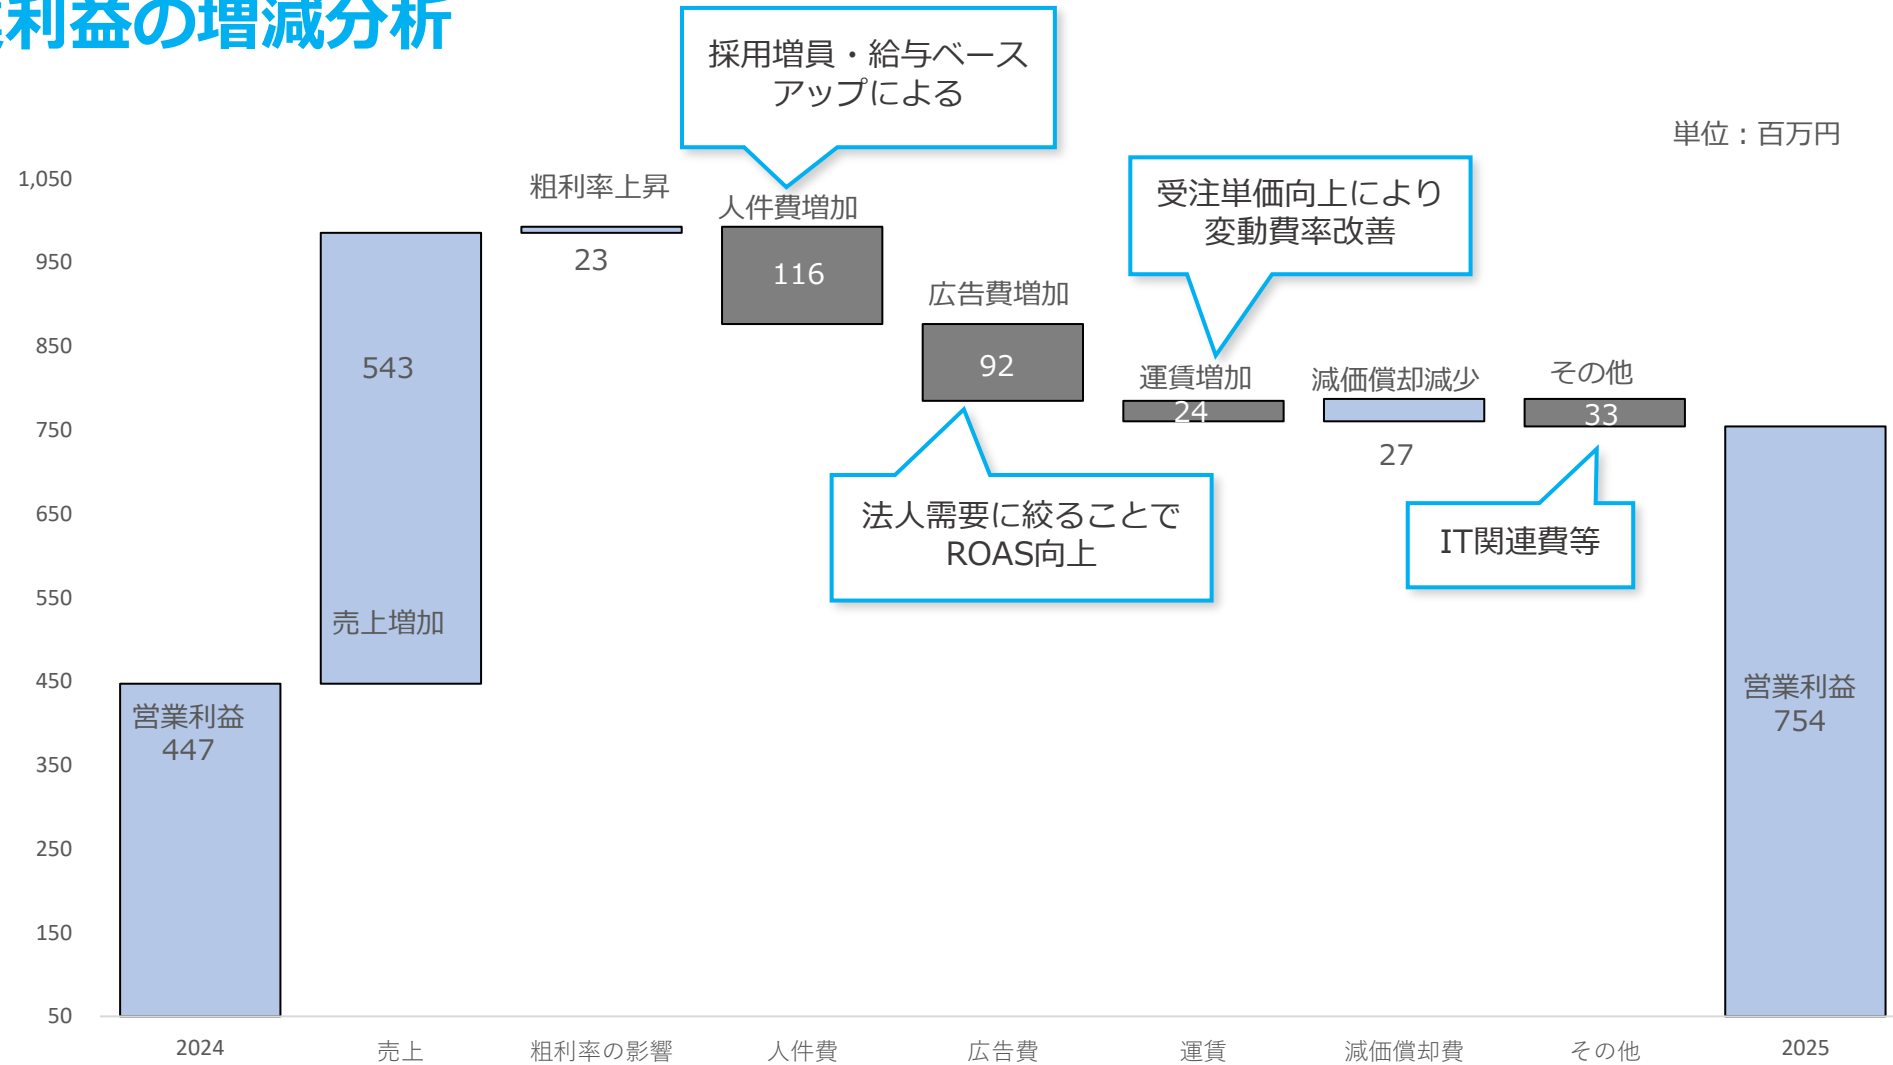 利益の増減分析
採用増員・給与ベース
アップによる
単位：百万円
1,050
950
850
750
650
550
450
350
250
150
50
営業利益
447
543
売上増加
粗利率上昇
23
人件費増加
116
広告費増加
92
法人需要に絞ることで
ROAS向上
受注単価向上により
変動費率改善
運賃増加
24
減価償却減少
27
その他
33
IT関連費等
営業利益
754
2024
売上
粗利率の影響
人件費
広告費
運賃
減価償却費
その他
2025